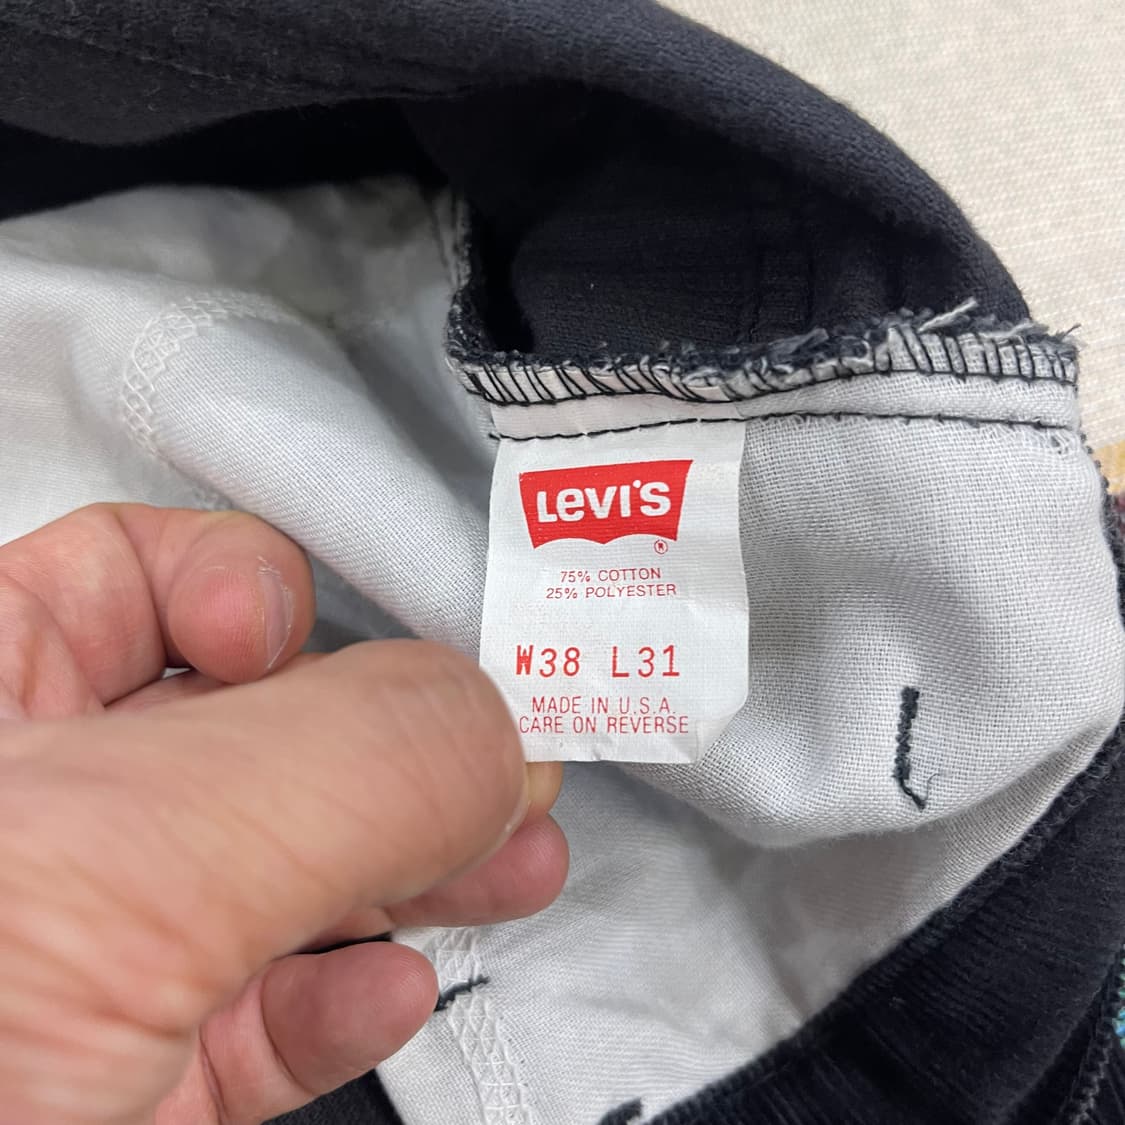 LEVI'S
®
75% COTTON
25% POLYESTER
W38 L31
MADE IN U.S.A.
CARE ON REVERSE